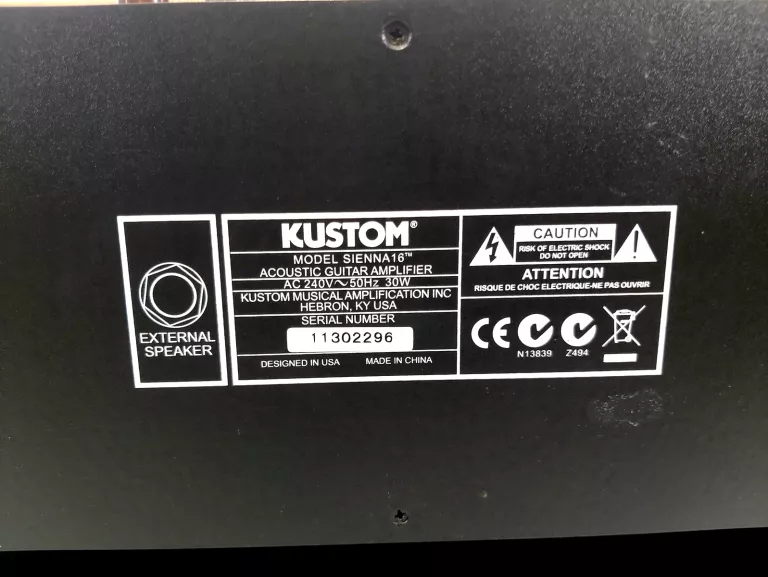 EXTERNAL
SPEAKER
KUSTOM®
MODEL SIENNA16™
ACOUSTIC GUITAR AMPLIFIER
AC 240V～50Hz 30W
KUSTOM MUSICAL AMPLIFICATION INC
HEBRON, KY USA
SERIAL NUMBER
11302296
DESIGNED IN USA MADE IN CHINA
CAUTION
RISK OF ELECTRIC SHOCK
DO NOT OPEN
ATTENTION
RISQUE DE CHOC ELECTRIQUE-NE PAS OUVRIR
CE
N13839 Z494